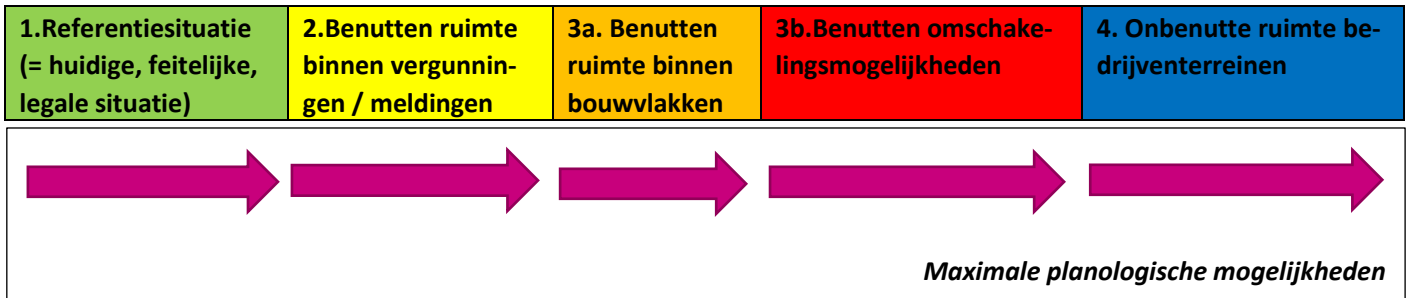 1.Referentiesituatie
(= huidige, feitelijke,
legale situatie)
2.Benutten ruimte
binnen vergunnin-
gen / meldingen
3a. Benutten
ruimte binnen
bouwvlakken
3b.Benutten omschake-
lingsmogelijkheden
4. Onbenutte ruimte be-
drijventerreinen
Maximale planologische mogelijkheden